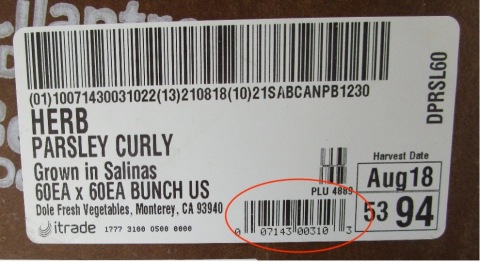 (01)10071430031022(13)210818(10)21SABCANPB1230
HERB
PARSLEY CURLY
Grown in Salinas
60EA x 60EA BUNCH US
Dole Fresh Vegetables, Monterey, CA 93940
itrade 1777 3100 0500 0000
PLU 4889
0 07143 00310 3
Harvest Date
Aug18
53 94
DPRSL60